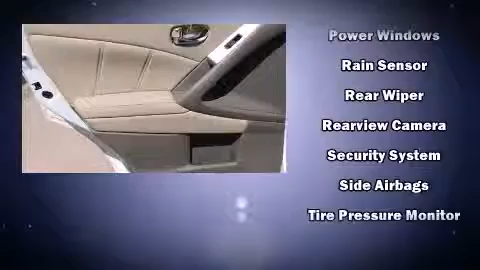 Power Windows
Rain Sensor
Rear Wiper
Rearview Camera
Security System
Side Airbags
Tire Pressure Monitor